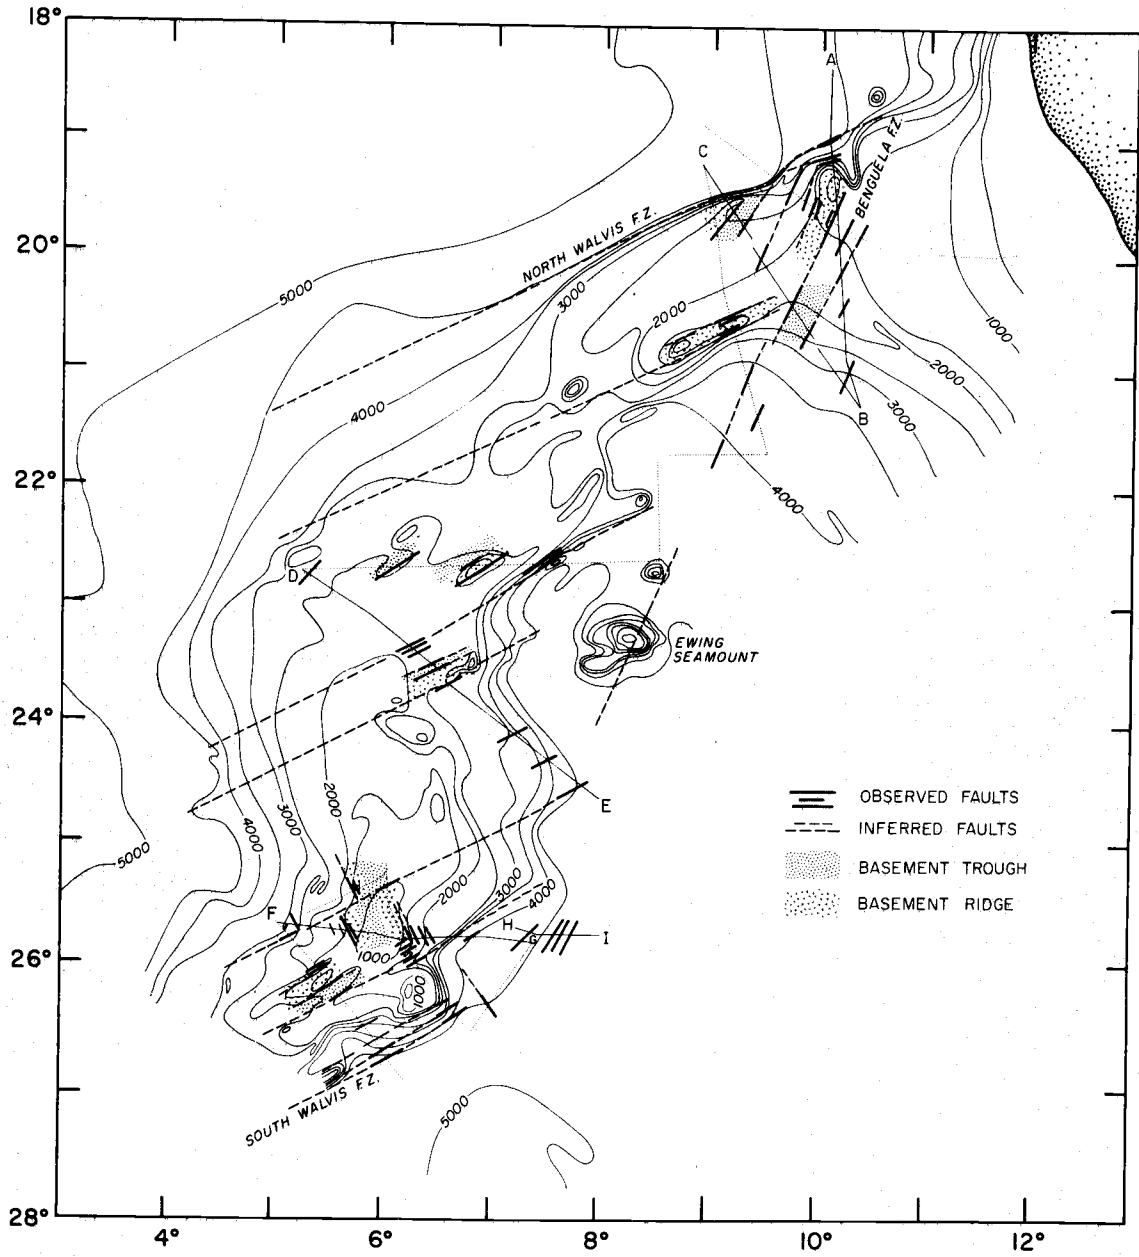 18°
A
C
BENGUELA F.Z.
20°
NORTH WALVIS F.Z.
5000
3000
2000
1000
2000
4000
3000
B
22°
4000
D
EWING
SEAMOUNT
24°
2000
3000
4000
E
5000
OBSERVED FAULTS
INFERRED FAULTS
BASEMENT TROUGH
BASEMENT RIDGE
2000
3000
4000
F
H
G
I
26°
1000
1000
SOUTH WALVIS F.Z.
5000
28°
4°
6°
8°
10°
12°